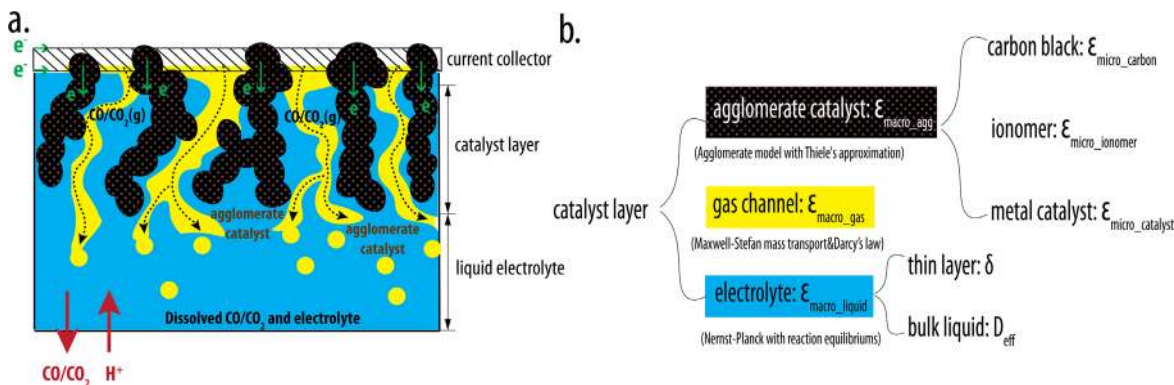 a.
e⁻
e⁻
e⁻
e⁻
e⁻
e⁻
e⁻
CO/CO₂(g)
CO/CO₂(g)
current collector
catalyst layer
agglomerate
catalyst
agglomerate
catalyst
liquid electrolyte
Dissolved CO/CO₂ and electrolyte
CO/CO₂
H⁺
b.
catalyst layer
agglomerate catalyst: ε_macro_agg
(Agglomerate model with Thiele's approximation)
gas channel: ε_macro_gas
(Maxwell-Stefan mass transport&Darcy's law)
electrolyte: ε_macro_liquid
(Nernst-Planck with reaction equilibriums)
carbon black: ε_micro_carbon
ionomer: ε_micro_ionomer
metal catalyst: ε_micro_catalyst
thin layer: δ
bulk liquid: D_eff